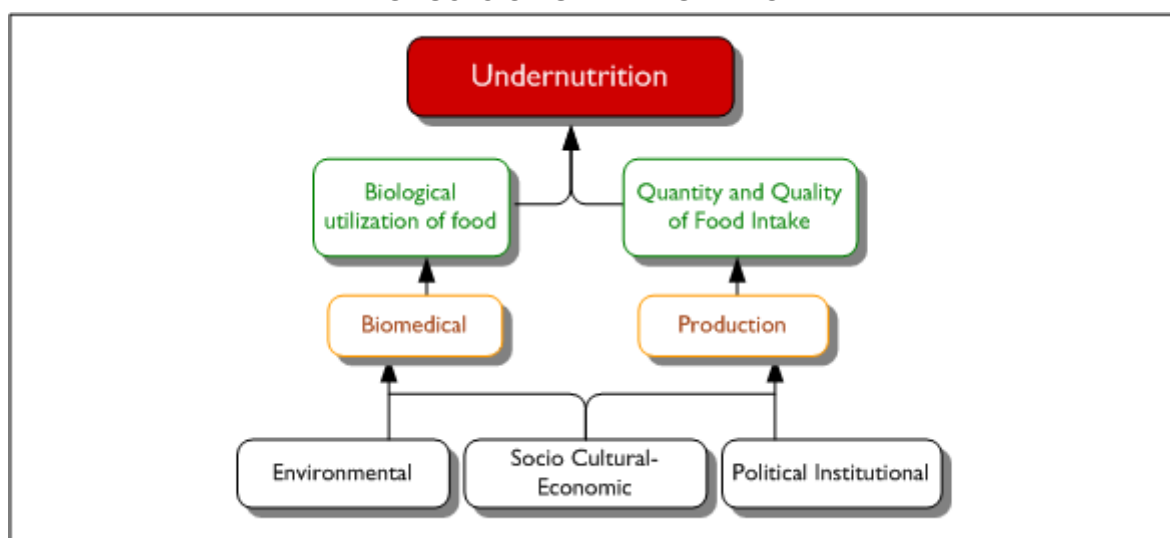 Undernutrition
Biological
utilization of food
Quantity and Quality
of Food Intake
Biomedical
Production
Environmental
Socio Cultural-
Economic
Political Institutional